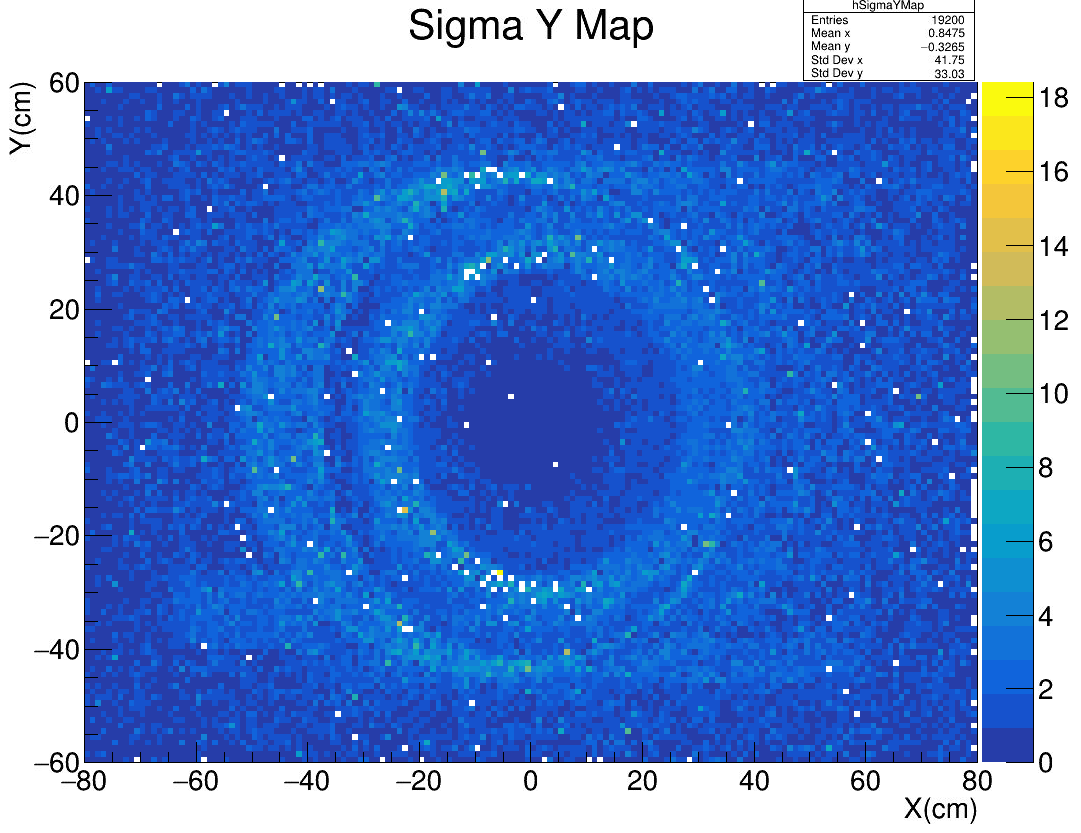 Sigma Y Map
hSigmaYMap
Entries 19200
Mean x 0.8475
Mean y −0.3265
Std Dev x 41.75
Std Dev y 33.03
Y(cm)
60
40
20
0
−20
−40
−60
−80 −60 −40 −20 0 20 40 60 80
X(cm)
18
16
14
12
10
8
6
4
2
0